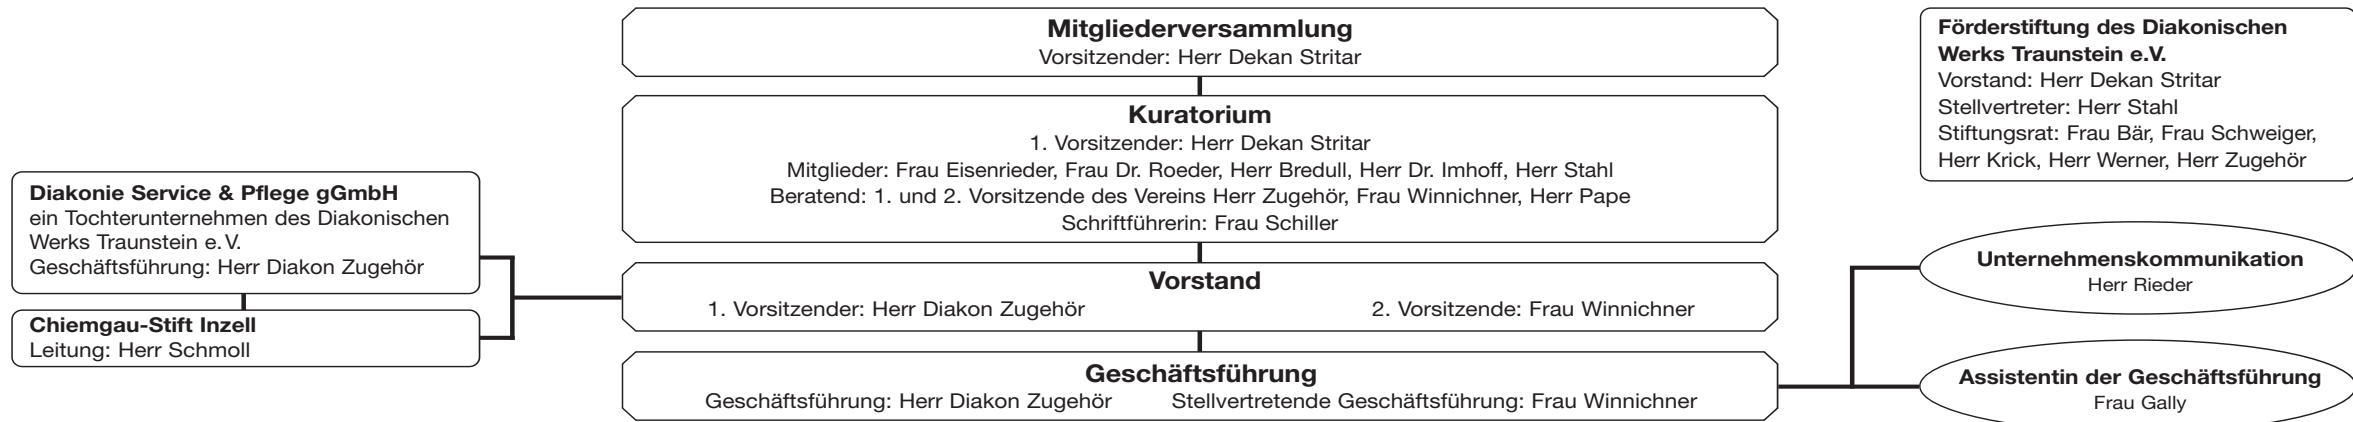 Mitgliederversammlung
Vorsitzender: Herr Dekan Stritar
Kuratorium
1. Vorsitzender: Herr Dekan Stritar
Mitglieder: Frau Eisenrieder, Frau Dr. Roeder, Herr Bredull, Herr Dr. Imhoff, Herr Stahl
Beratend: 1. und 2. Vorsitzende des Vereins Herr Zugehör, Frau Winnichner, Herr Pape
Schriftführerin: Frau Schiller
Vorstand
1. Vorsitzender: Herr Diakon Zugehör 2. Vorsitzende: Frau Winnichner
Geschäftsführung
Geschäftsführung: Herr Diakon Zugehör Stellvertretende Geschäftsführung: Frau Winnichner
Diakonie Service & Pflege gGmbH
ein Tochterunternehmen des Diakonischen
Werks Traunstein e. V.
Geschäftsführung: Herr Diakon Zugehör
Chiemgau-Stift Inzell
Leitung: Herr Schmoll
Förderstiftung des Diakonischen
Werks Traunstein e.V.
Vorstand: Herr Dekan Stritar
Stellvertreter: Herr Stahl
Stiftungsrat: Frau Bär, Frau Schweiger,
Herr Krick, Herr Werner, Herr Zugehör
Unternehmenskommunikation
Herr Rieder
Assistentin der Geschäftsführung
Frau Gally